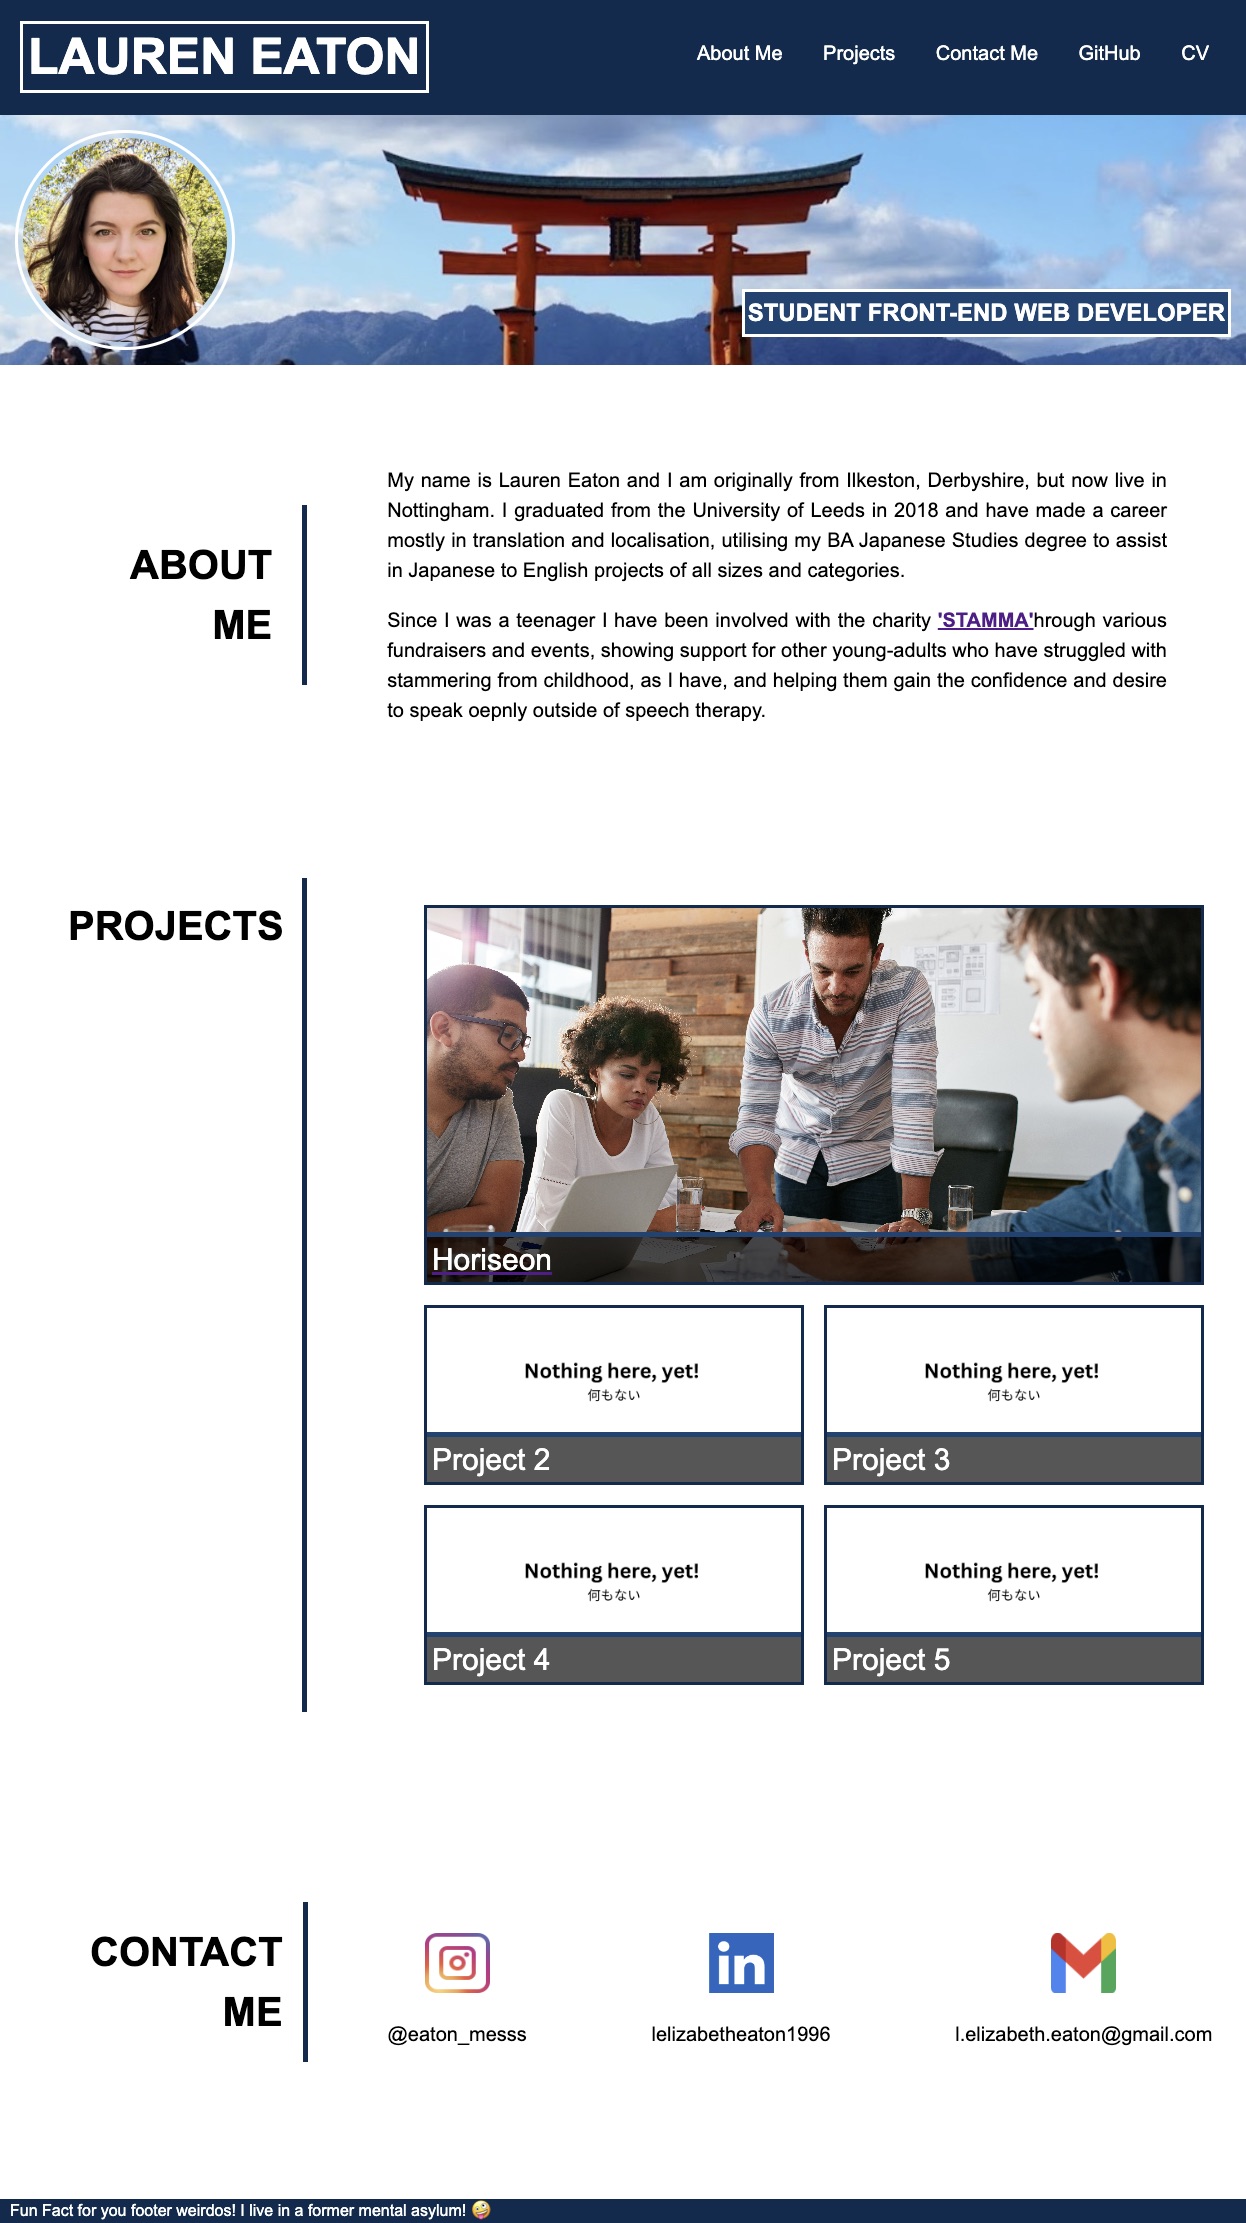 LAUREN EATON
About Me
Projects
Contact Me
GitHub
CV
STUDENT FRONT-END WEB DEVELOPER
ABOUT
ME
My name is Lauren Eaton and I am originally from Ilkeston, Derbyshire, but now live in
Nottingham. I graduated from the University of Leeds in 2018 and have made a career
mostly in translation and localisation, utilising my BA Japanese Studies degree to assist
in Japanese to English projects of all sizes and categories.
Since I was a teenager I have been involved with the charity 'STAMMA'hrough various
fundraisers and events, showing support for other young-adults who have struggled with
stammering from childhood, as I have, and helping them gain the confidence and desire
to speak oepnly outside of speech therapy.
PROJECTS
Horiseon
Nothing here, yet!
何もない
Project 2
Nothing here, yet!
何もない
Project 3
Nothing here, yet!
何もない
Project 4
Nothing here, yet!
何もない
Project 5
CONTACT
ME
in
@eaton_messs
lelizabetheaton1996
l.elizabeth.eaton@gmail.com
Fun Fact for you footer weirdos! I live in a former mental asylum! 🤪